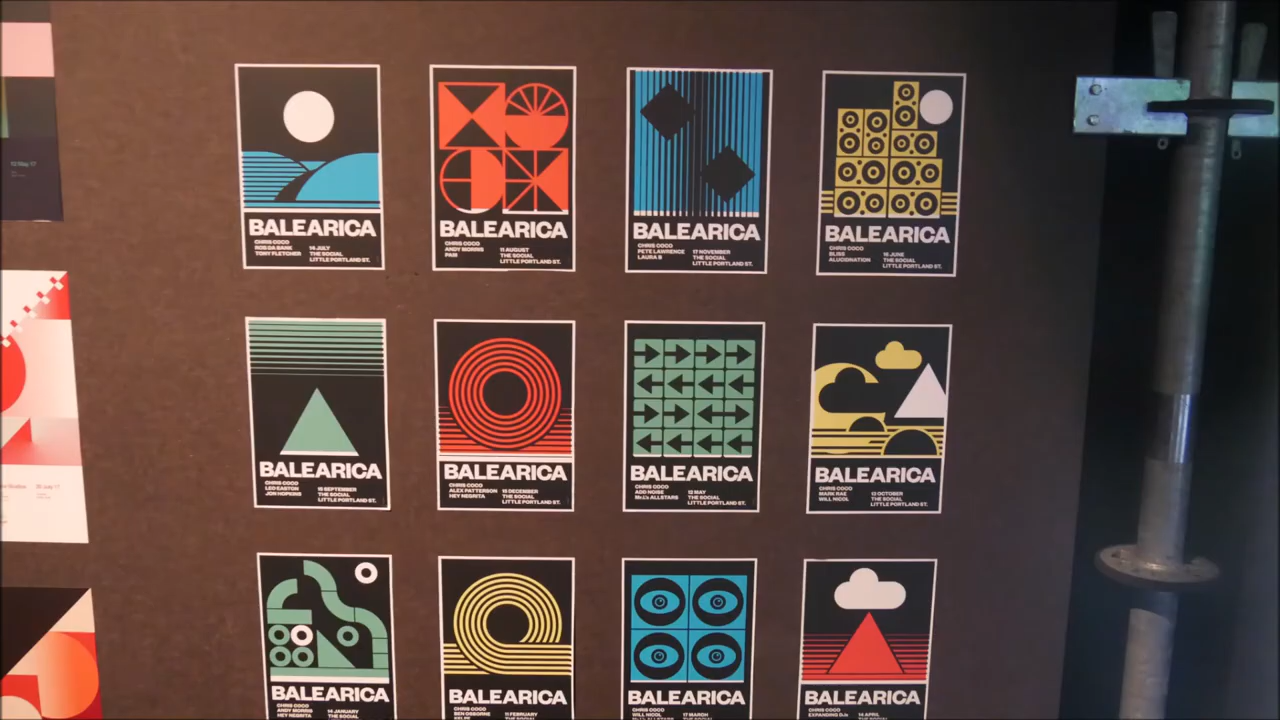 BALEARICA
CHRIS COCO
ROB DA BANK 14 JULY
TONY FLETCHER THE SOCIAL
LITTLE PORTLAND ST.
BALEARICA
CHRIS COCO
ANDY MORRIS 11 AUGUST
PAM THE SOCIAL
LITTLE PORTLAND ST.
BALEARICA
CHRIS COCO
PETE LAWRENCE 17 NOVEMBER
LAURA B THE SOCIAL
LITTLE PORTLAND ST.
BALEARICA
CHRIS COCO
BLISS 16 JUNE
ALUCIDNATION THE SOCIAL
LITTLE PORTLAND ST.
BALEARICA
CHRIS COCO
LEO EASTON 15 SEPTEMBER
JON HOPKINS THE SOCIAL
LITTLE PORTLAND ST.
BALEARICA
CHRIS COCO
ALEX PATTERSON 15 DECEMBER
HEY NEGRITA THE SOCIAL
LITTLE PORTLAND ST.
BALEARICA
CHRIS COCO
ADD NOISE 12 MAY
THE SOCIAL
LITTLE PORTLAND ST.
BALEARICA
CHRIS COCO
MARK RAE 13 OCTOBER
WILL NICOL THE SOCIAL
LITTLE PORTLAND ST.
BALEARICA
CHRIS COCO
ANDY MORRIS 14 JANUARY
HEY NEGRITA THE SOCIAL
BALEARICA
CHRIS COCO
BEN OSBORNE 11 FEBRUARY
THE SOCIAL
BALEARICA
CHRIS COCO
WILL NICOL 17 MARCH
THE SOCIAL
BALEARICA
CHRIS COCO
EXPANDING DJs 14 APRIL
THE SOCIAL